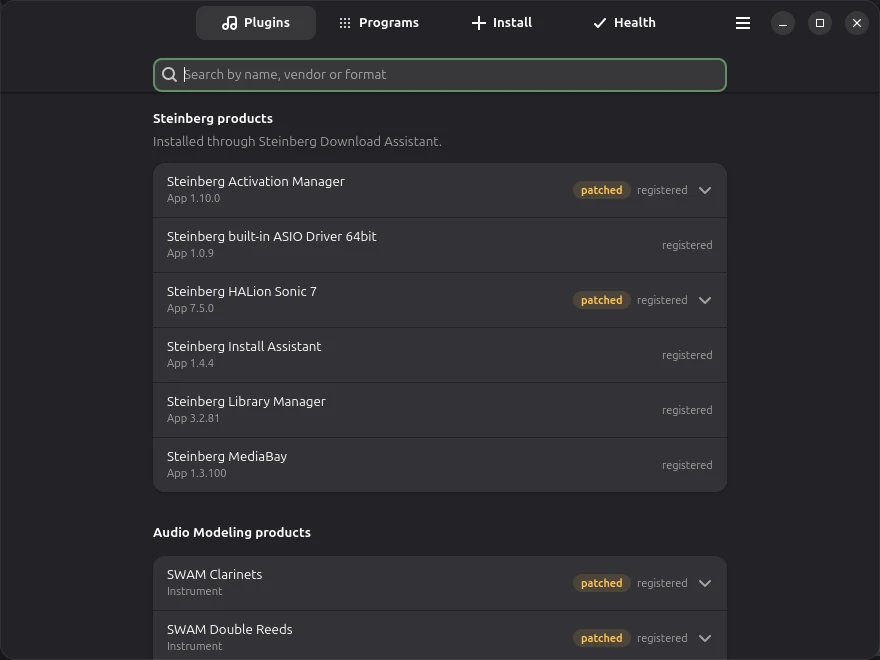 Plugins
Programs
Install
Health
Search by name, vendor or format
Steinberg products
Installed through Steinberg Download Assistant.
Steinberg Activation Manager
App 1.10.0
patched registered
Steinberg built-in ASIO Driver 64bit
App 1.0.9
registered
Steinberg HALion Sonic 7
App 7.5.0
patched registered
Steinberg Install Assistant
App 1.4.4
registered
Steinberg Library Manager
App 3.2.81
registered
Steinberg MediaBay
App 1.3.100
registered
Audio Modeling products
SWAM Clarinets
Instrument
patched registered
SWAM Double Reeds
Instrument
patched registered